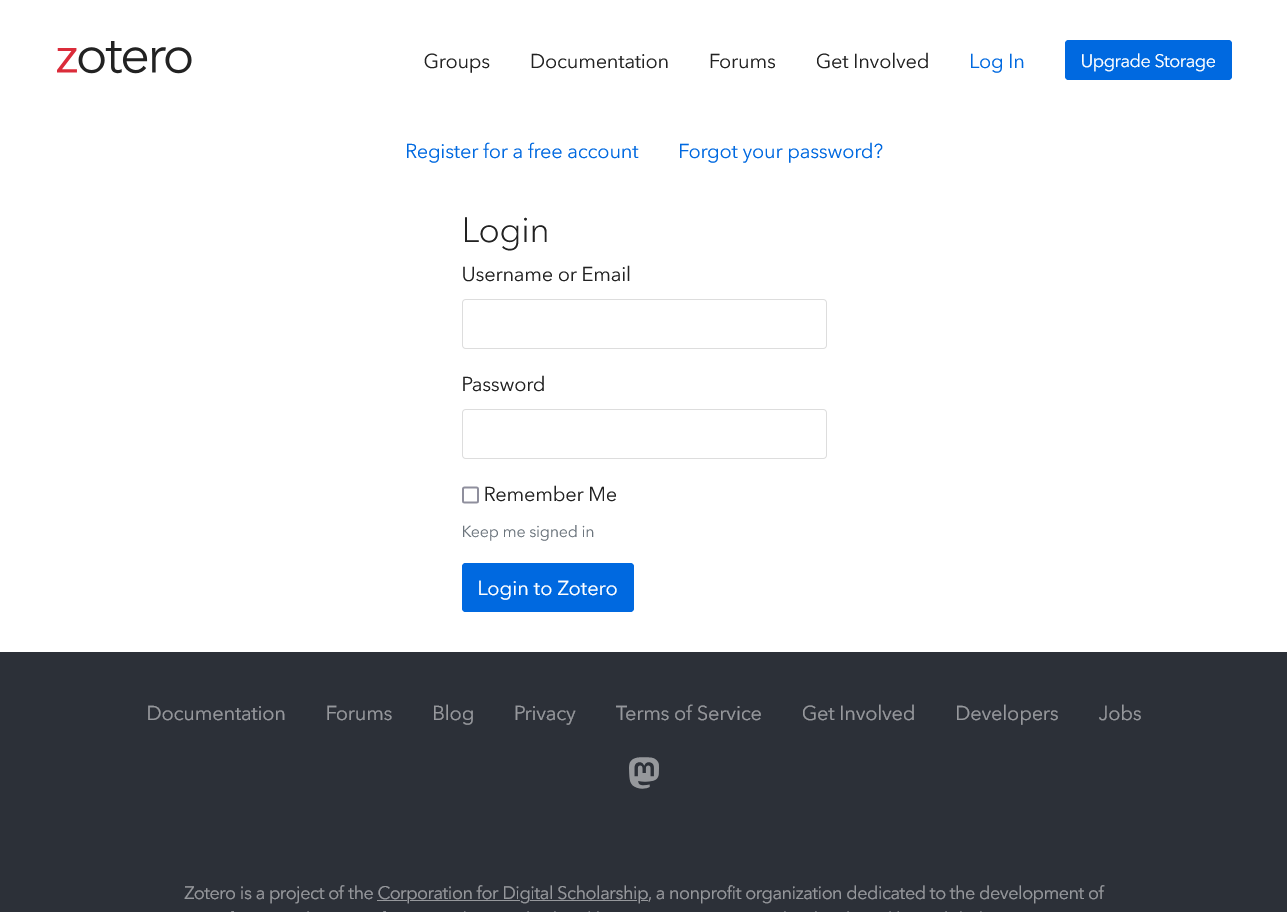 zotero
Groups Documentation Forums Get Involved Log In Upgrade Storage
Register for a free account Forgot your password?
Login
Username or Email
Password
Remember Me
Keep me signed in
Login to Zotero
Documentation Forums Blog Privacy Terms of Service Get Involved Developers Jobs
Zotero is a project of the Corporation for Digital Scholarship, a nonprofit organization dedicated to the development of